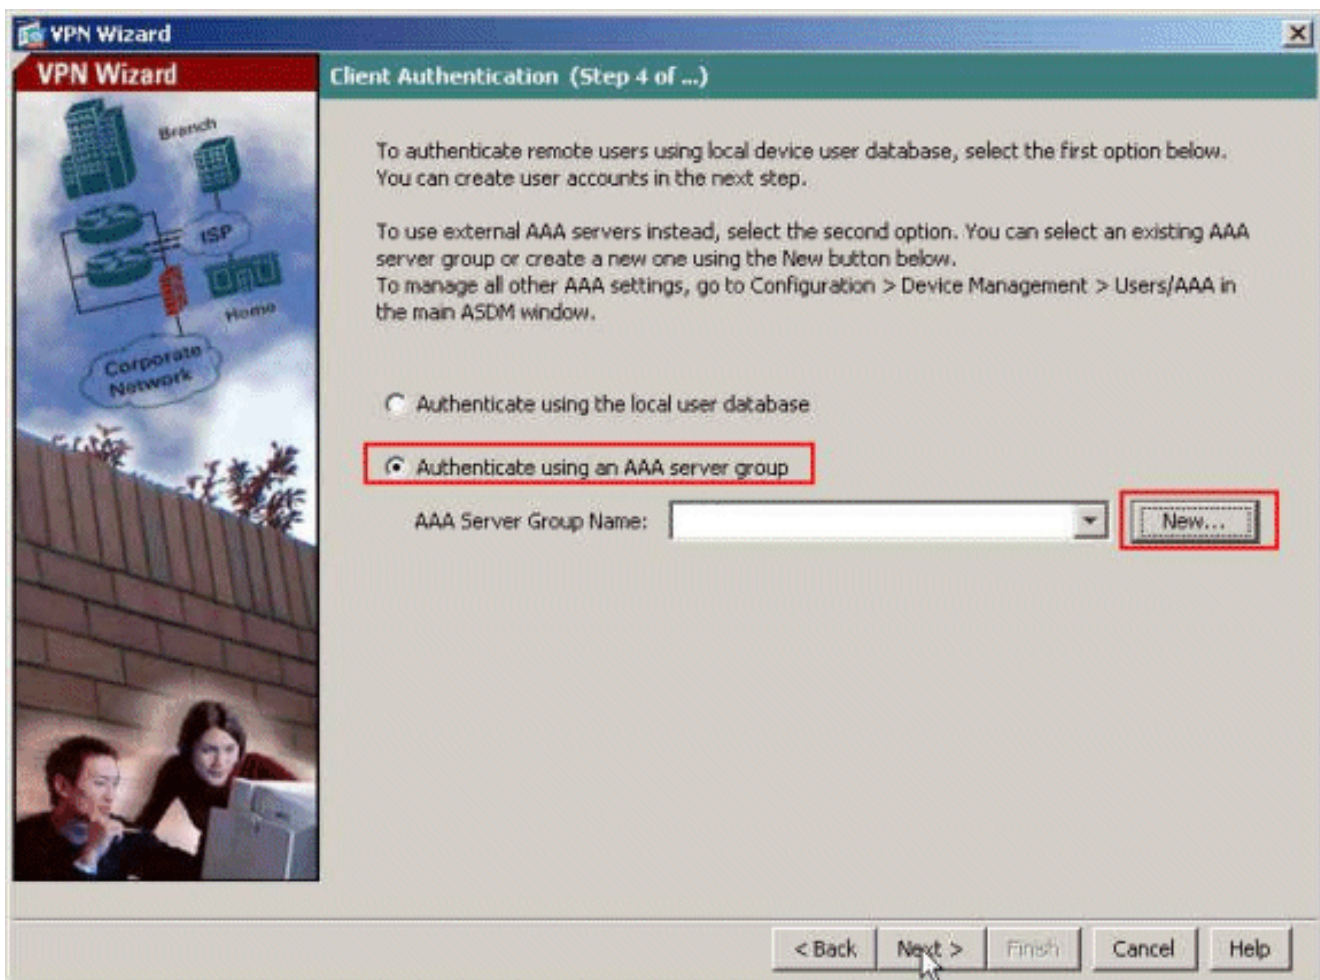 VPN Wizard
VPN Wizard
Client Authentication (Step 4 of ...)
Branch
ISP
Home
Corporate
Network
To authenticate remote users using local device user database, select the first option below.
You can create user accounts in the next step.
To use external AAA servers instead, select the second option. You can select an existing AAA
server group or create a new one using the New button below.
To manage all other AAA settings, go to Configuration > Device Management > Users/AAA in
the main ASDM window.
Authenticate using the local user database
Authenticate using an AAA server group
AAA Server Group Name:
New...
< Back
Next >
Finish
Cancel
Help